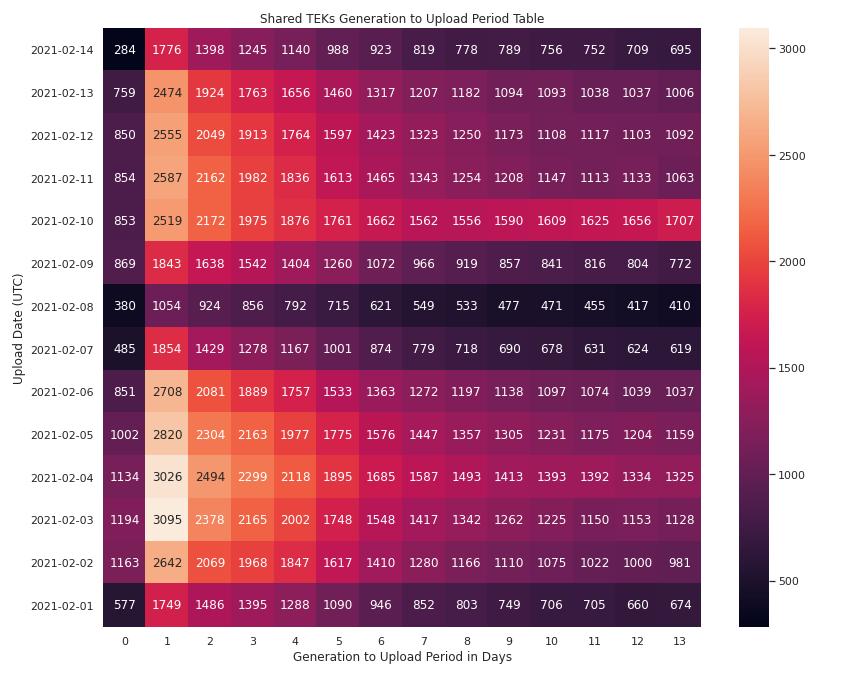 Shared TEKs Generation to Upload Period Table
2021-02-14 284 1776 1398 1245 1140 988 923 819 778 789 756 752 709 695
2021-02-13 759 2474 1924 1763 1656 1460 1317 1207 1182 1094 1093 1038 1037 1006
2021-02-12 850 2555 2049 1913 1764 1597 1423 1323 1250 1173 1108 1117 1103 1092
2021-02-11 854 2587 2162 1982 1836 1613 1465 1343 1254 1208 1147 1113 1133 1063
2021-02-10 853 2519 2172 1975 1876 1761 1662 1562 1556 1590 1609 1625 1656 1707
2021-02-09 869 1843 1638 1542 1404 1260 1072 966 919 857 841 816 804 772
2021-02-08 380 1054 924 856 792 715 621 549 533 477 471 455 417 410
2021-02-07 485 1854 1429 1278 1167 1001 874 779 718 690 678 631 624 619
2021-02-06 851 2708 2081 1889 1757 1533 1363 1272 1197 1138 1097 1074 1039 1037
2021-02-05 1002 2820 2304 2163 1977 1775 1576 1447 1357 1305 1231 1175 1204 1159
2021-02-04 1134 3026 2494 2299 2118 1895 1685 1587 1493 1413 1393 1392 1334 1325
2021-02-03 1194 3095 2378 2165 2002 1748 1548 1417 1342 1262 1225 1150 1153 1128
2021-02-02 1163 2642 2069 1968 1847 1617 1410 1280 1166 1110 1075 1022 1000 981
2021-02-01 577 1749 1486 1395 1288 1090 946 852 803 749 706 705 660 674
0 1 2 3 4 5 6 7 8 9 10 11 12 13
Generation to Upload Period in Days
Upload Date (UTC)
3000
2500
2000
1500
1000
500